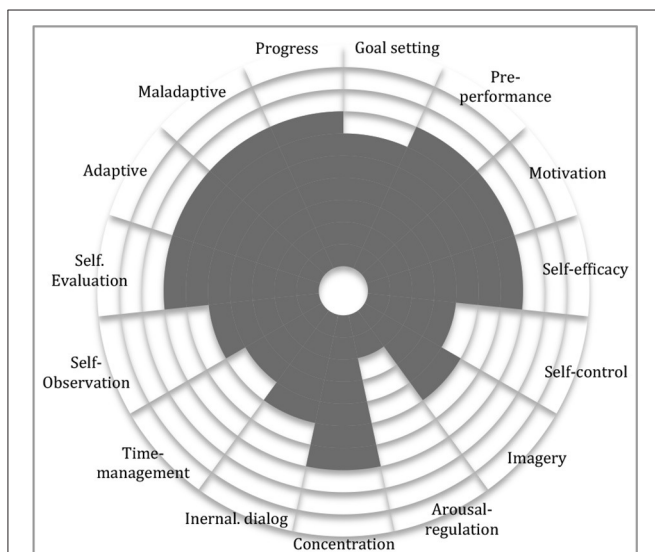 Progress
Goal setting
Pre-
performance
Motivation
Self-efficacy
Self-control
Imagery
Arousal-
regulation
Concentration
Inernal. dialog
Time-
management
Self-
Observation
Self.
Evaluation
Adaptive
Maladaptive